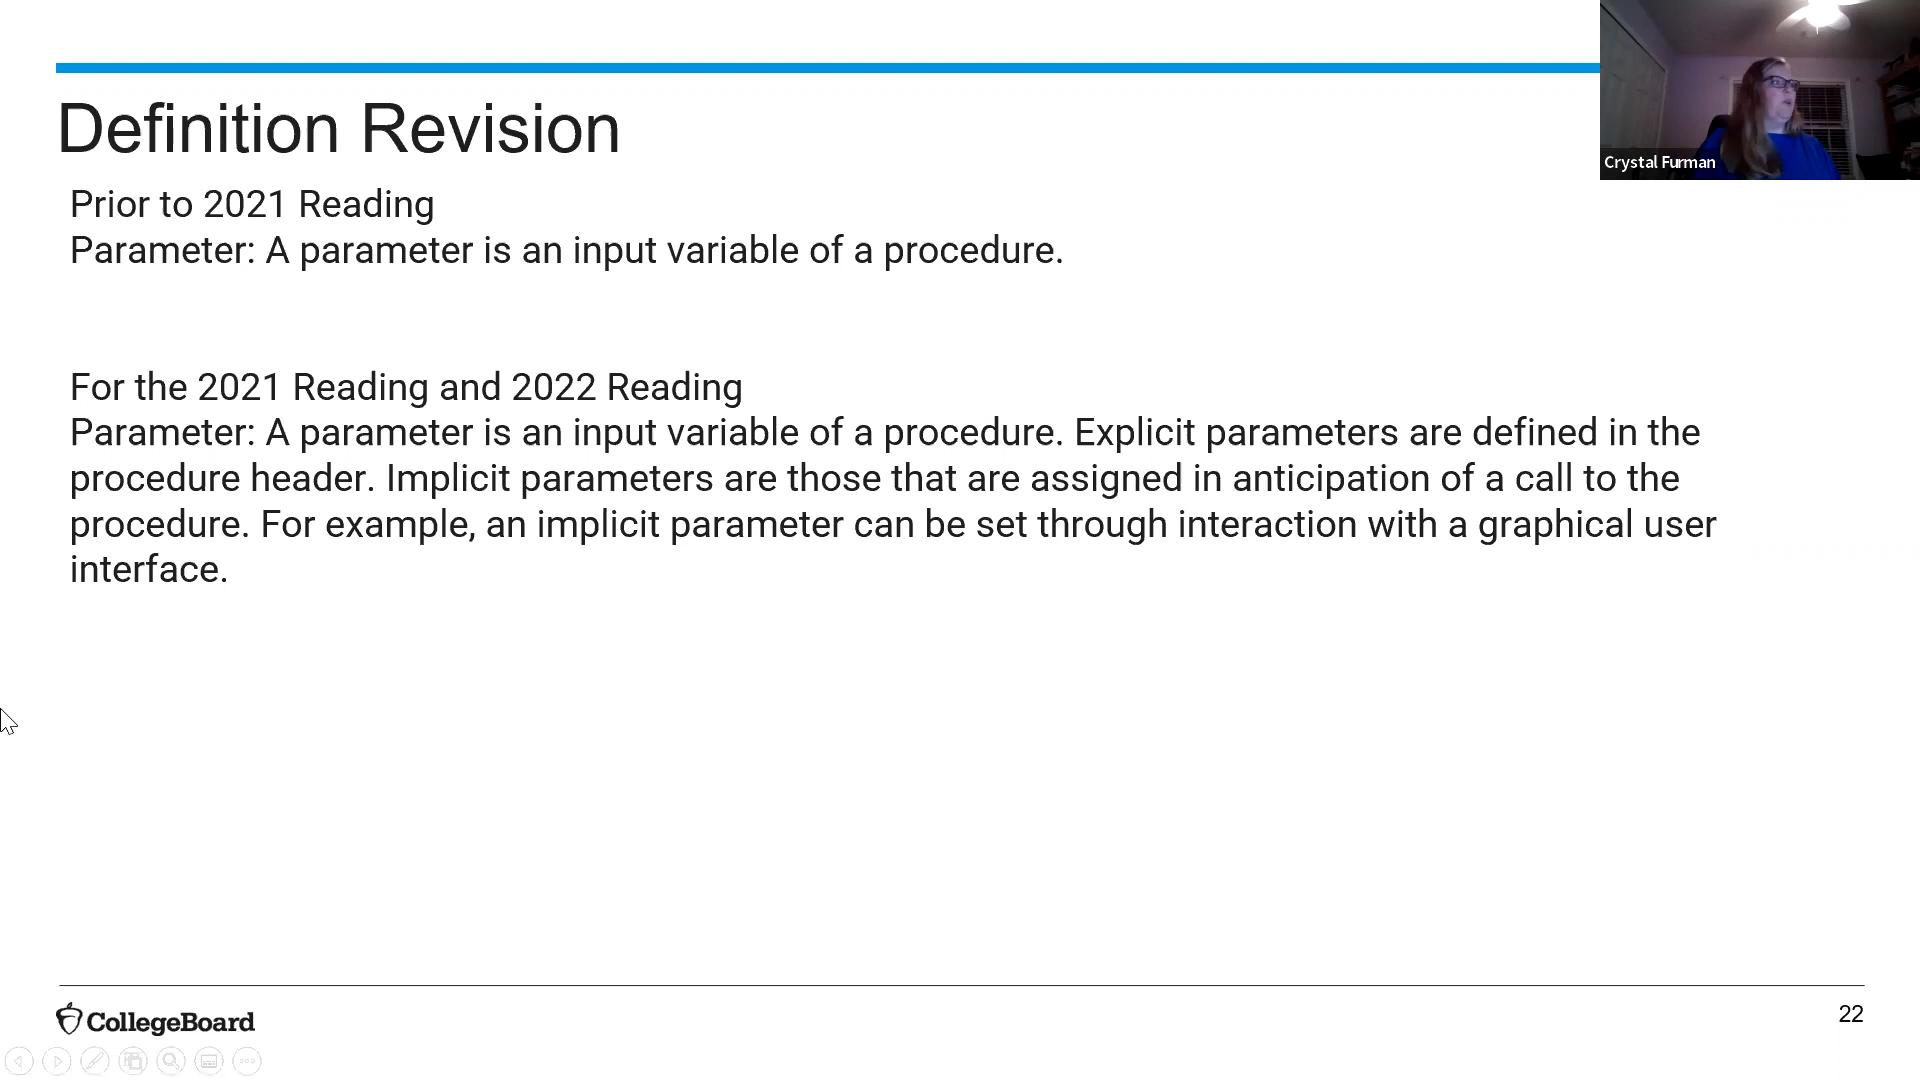 Definition Revision
Crystal Furman
Prior to 2021 Reading
Parameter: A parameter is an input variable of a procedure.
For the 2021 Reading and 2022 Reading
Parameter: A parameter is an input variable of a procedure. Explicit parameters are defined in the
procedure header. Implicit parameters are those that are assigned in anticipation of a call to the
procedure. For example, an implicit parameter can be set through interaction with a graphical user
interface.
CollegeBoard
22